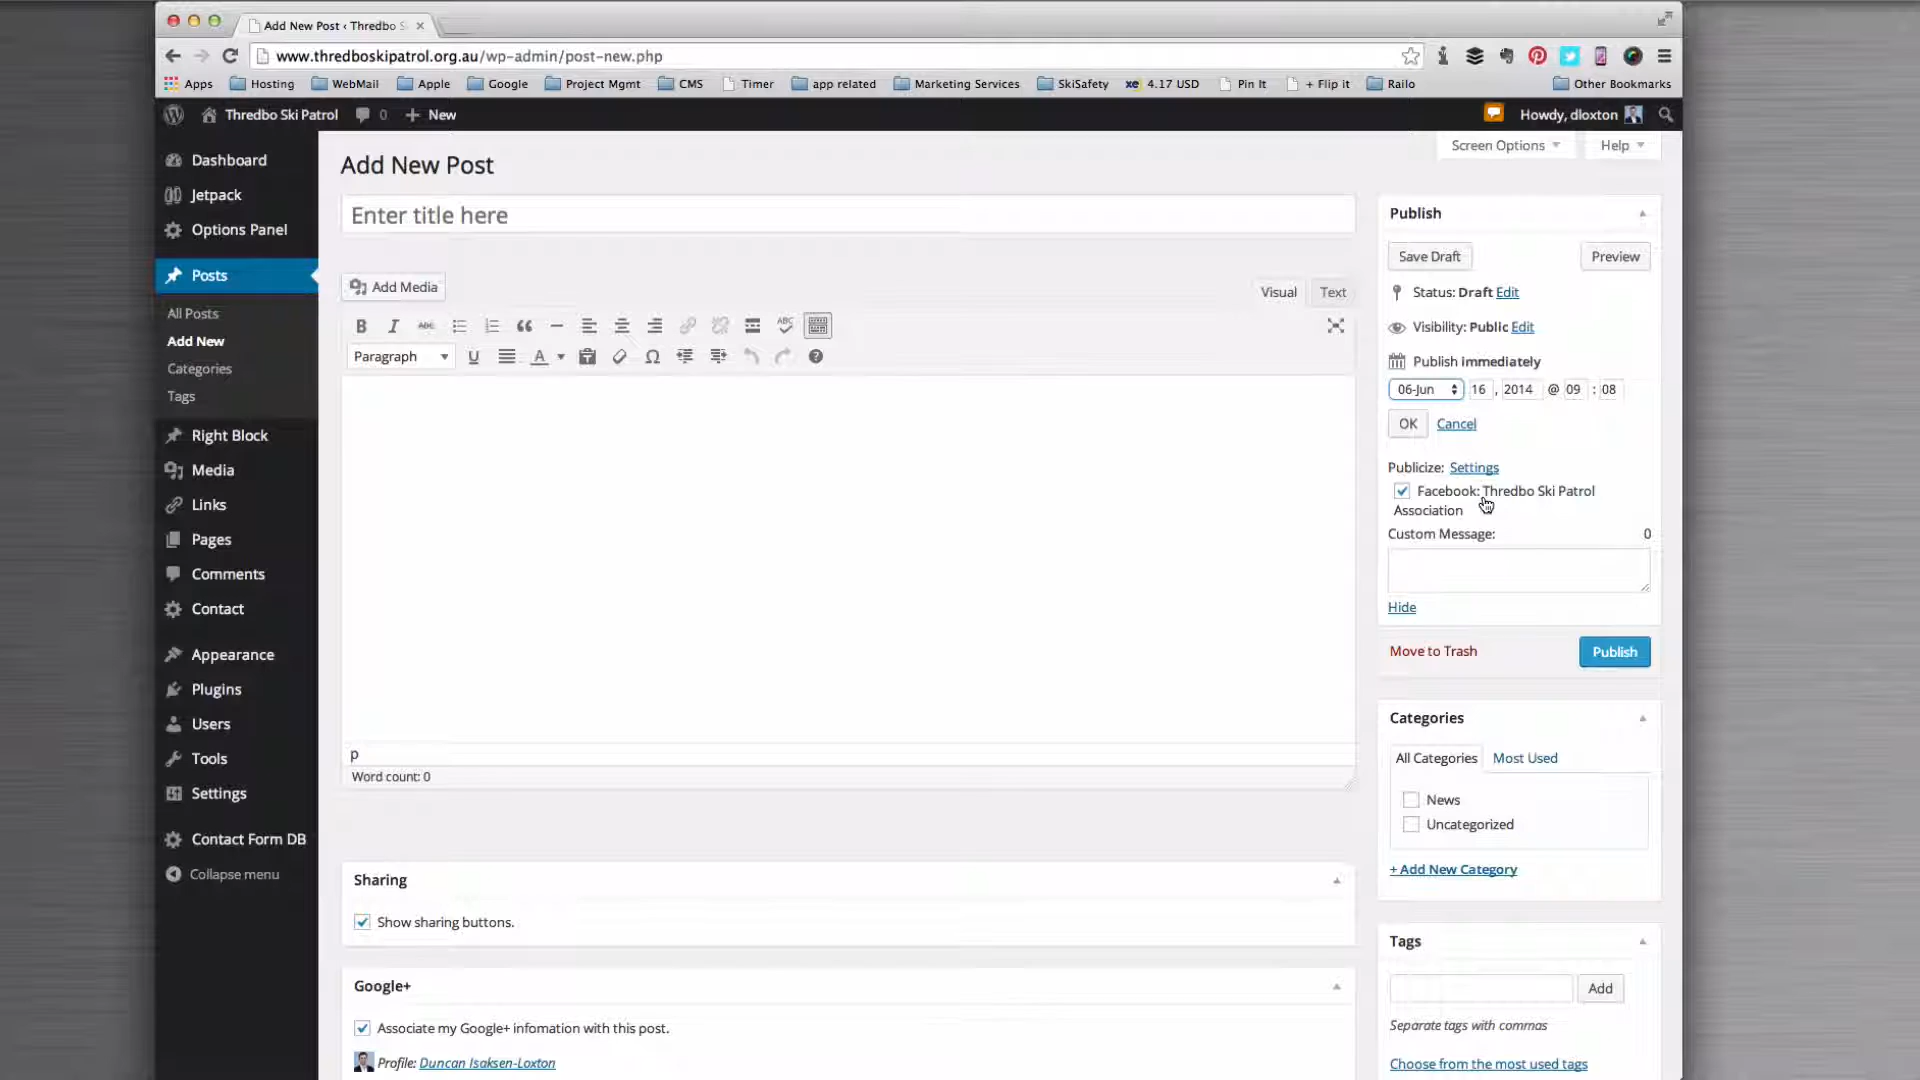 Add New Post ‹ Thredbo S
www.thredboskipatrol.org.au/wp-admin/post-new.php
Apps Hosting WebMail Apple Google Project Mgmt CMS Timer app related Marketing Services SkiSafety xe 4.17 USD Pin It + Flip it Railo Other Bookmarks
Thredbo Ski Patrol 0 + New Howdy, dloxton
Screen Options Help
Dashboard
Jetpack
Options Panel
Posts
All Posts
Add New
Categories
Tags
Right Block
Media
Links
Pages
Comments
Contact
Appearance
Plugins
Users
Tools
Settings
Contact Form DB
Collapse menu
Add New Post
Enter title here
Add Media
Visual Text
B I ABC ABC
Paragraph U A Ω ?
p
Word count: 0
Sharing
Show sharing buttons.
Google+
Associate my Google+ infomation with this post.
Profile: Duncan Isaksen-Loxton
Publish
Save Draft Preview
Status: Draft Edit
Visibility: Public Edit
Publish immediately
06-Jun 16 , 2014 @ 09 : 08
OK Cancel
Publicize: Settings
Facebook: Thredbo Ski Patrol
Association
Custom Message: 0
Hide
Move to Trash Publish
Categories
All Categories Most Used
News
Uncategorized
+ Add New Category
Tags
Add
Separate tags with commas
Choose from the most used tags